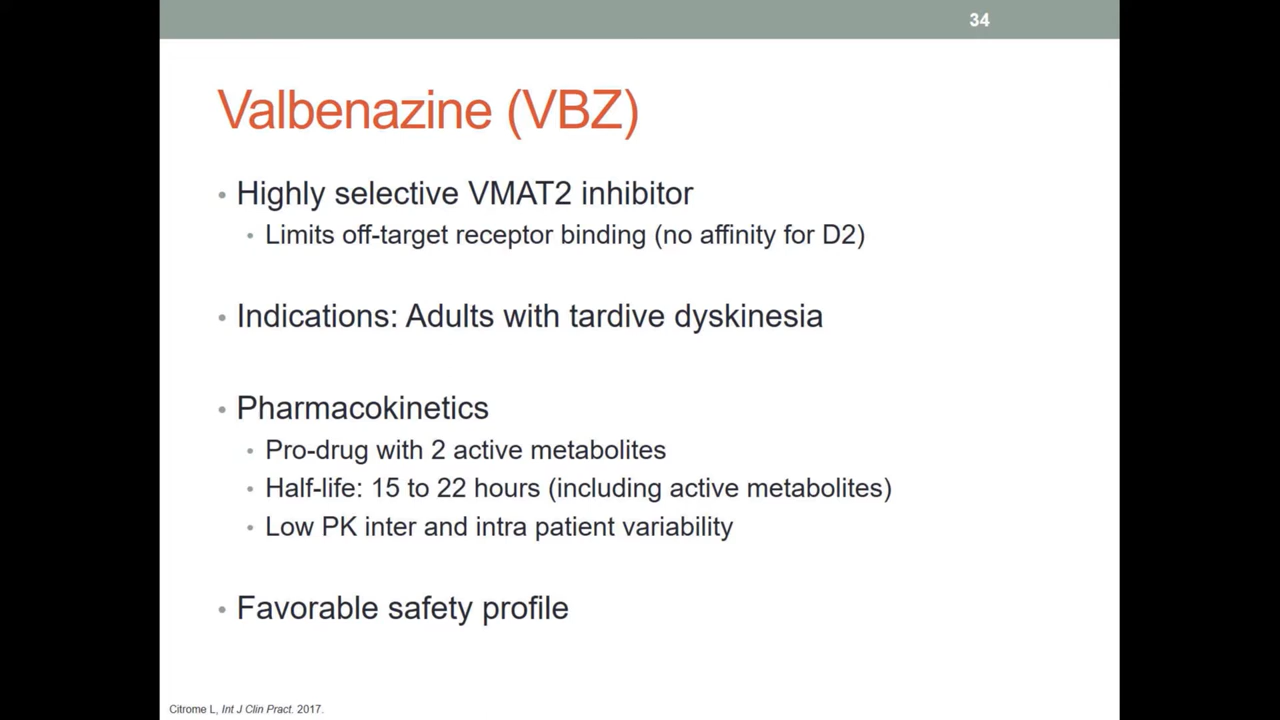 34
Valbenazine (VBZ)
• Highly selective VMAT2 inhibitor
• Limits off-target receptor binding (no affinity for D2)
• Indications: Adults with tardive dyskinesia
• Pharmacokinetics
• Pro-drug with 2 active metabolites
• Half-life: 15 to 22 hours (including active metabolites)
• Low PK inter and intra patient variability
• Favorable safety profile
Citrome L, Int J Clin Pract. 2017.